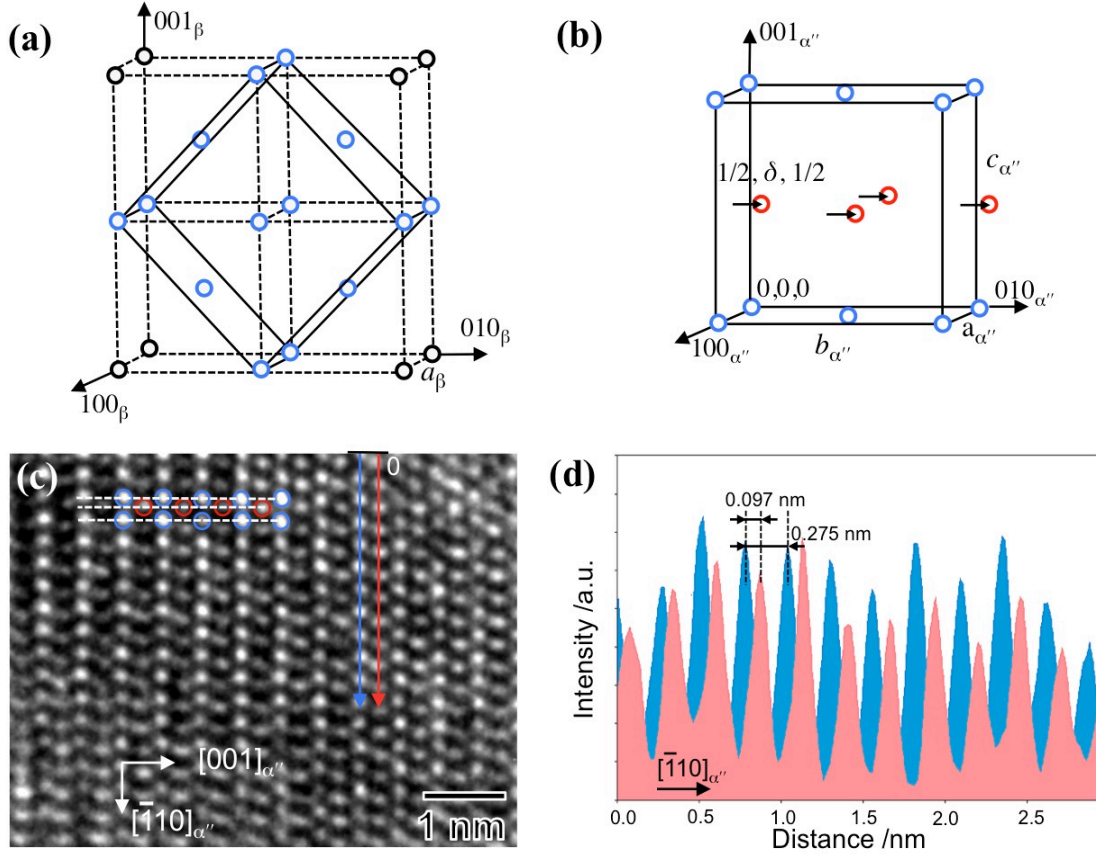 (a)
001β
010β
aβ
100β
(b)
001α′′
cα′′
1/2, δ, 1/2
0,0,0
010α′′
aα′′
bα′′
100α′′
(c)
0
[001]α′′
[1̄10]α′′
1 nm
(d)
0.097 nm
0.275 nm
Intensity /a.u.
[1̄10]α′′
0.0 0.5 1.0 1.5 2.0 2.5
Distance /nm